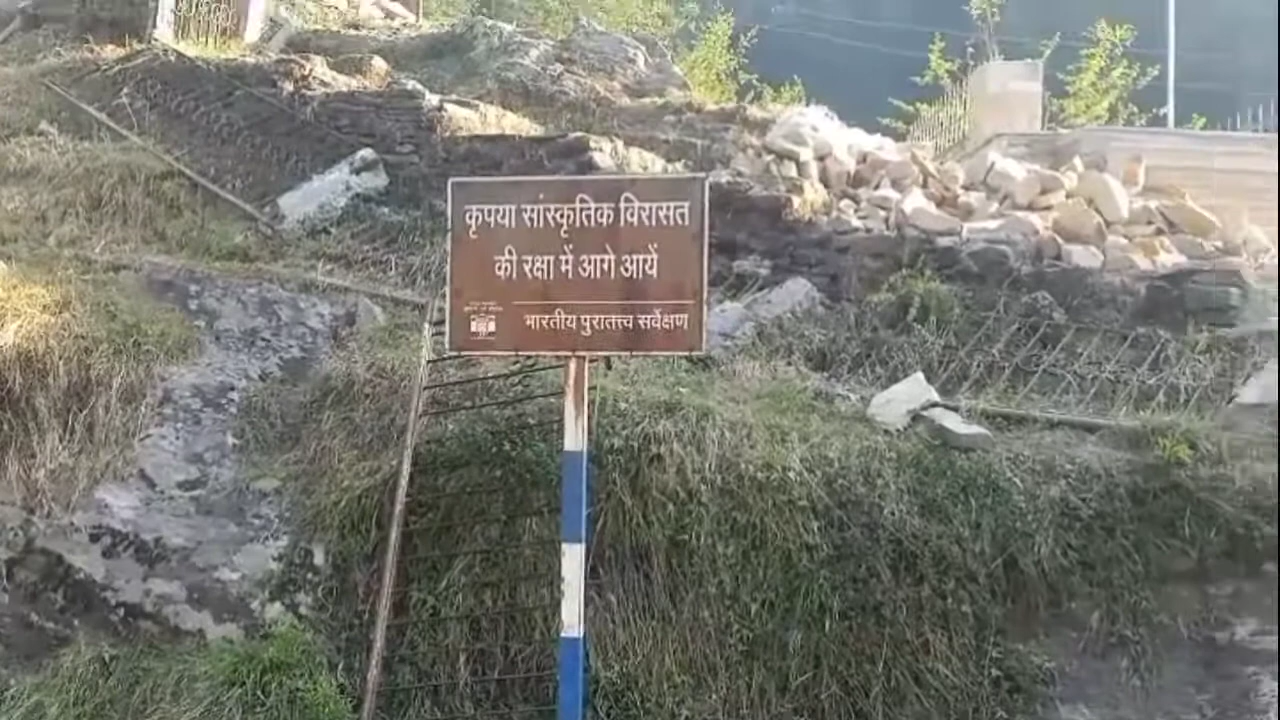 कृपया सांस्कृतिक विरासत
की रक्षा में आगे आयें
भारतीय पुरातत्त्व सर्वेक्षण